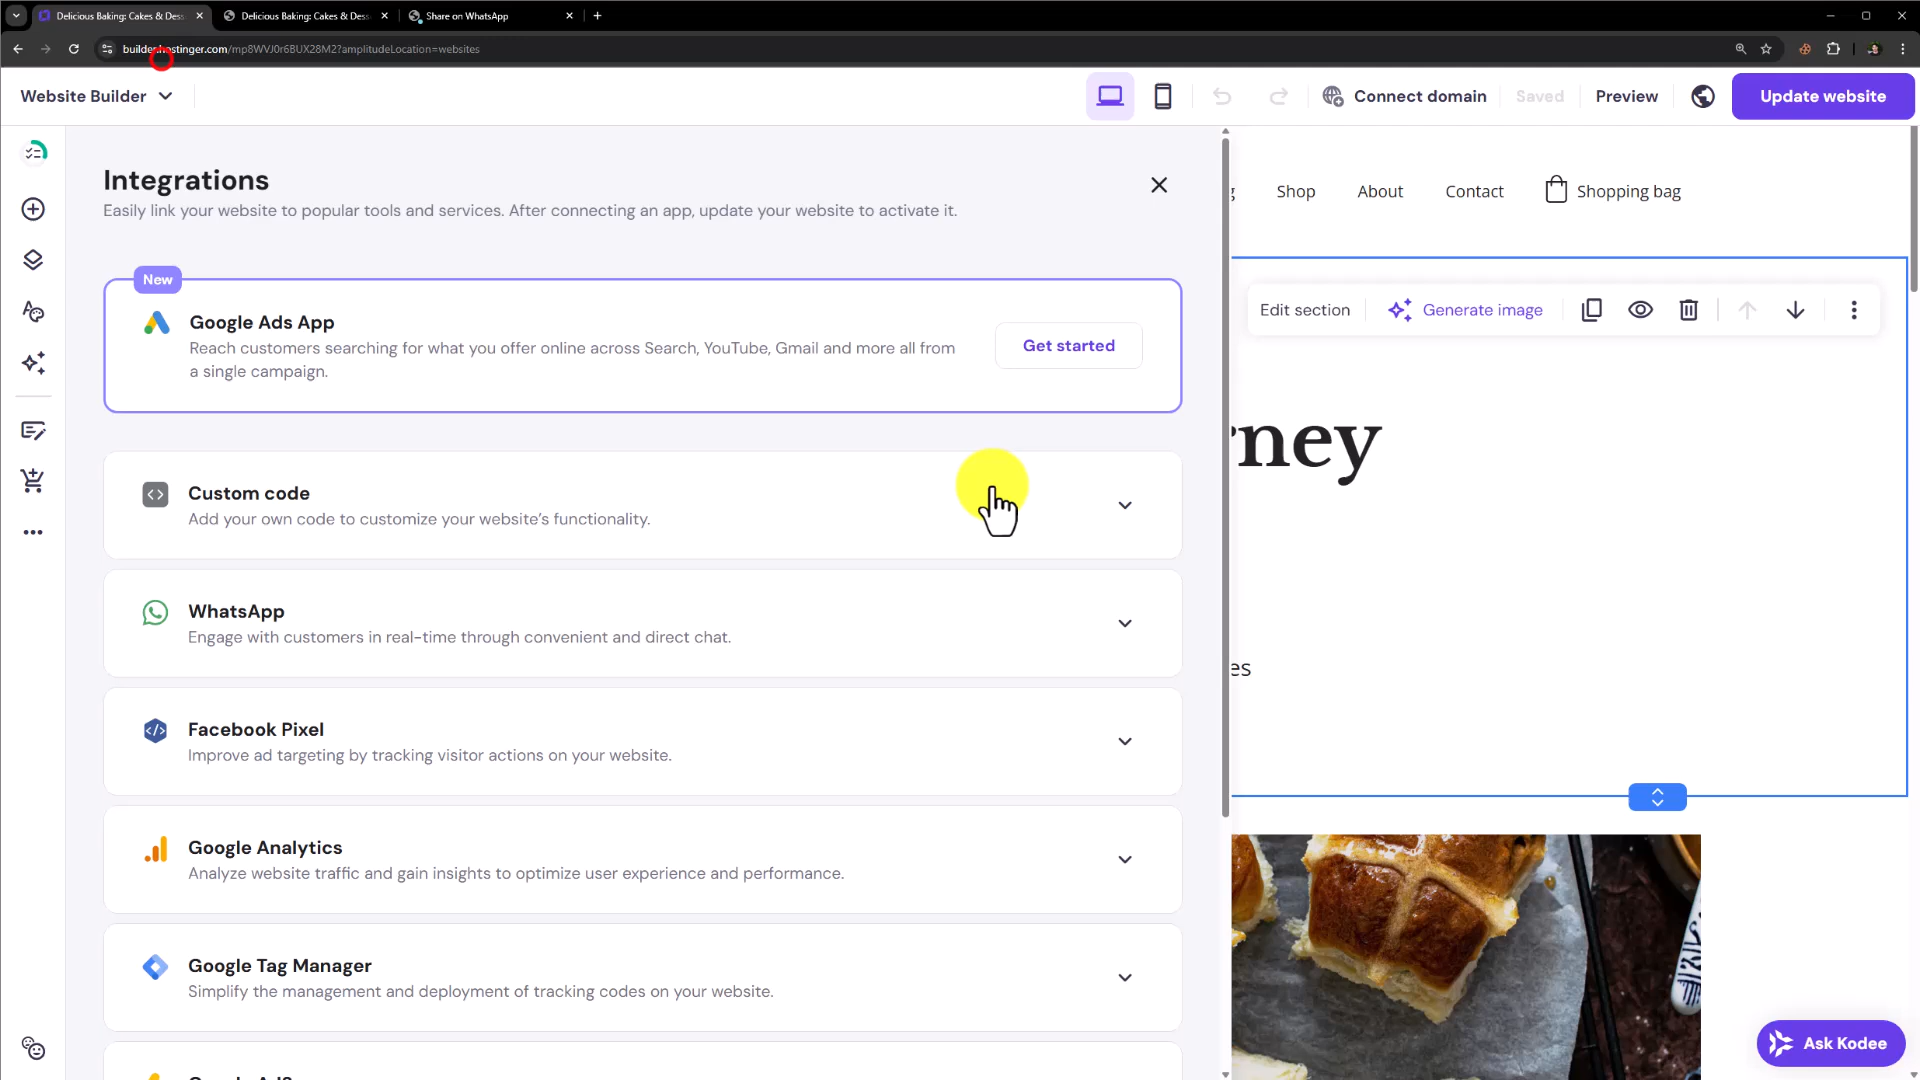 Delicious Baking: Cakes & Dess
Delicious Baking: Cakes & Dess
Share on WhatsApp
builder.hostinger.com/mp8WVJ0r6BUX28M2?amplitudeLocation=websites
Website Builder
Connect domain
Saved
Preview
Update website
Integrations
Easily link your website to popular tools and services. After connecting an app, update your website to activate it.
g
Shop
About
Contact
Shopping bag
New
Google Ads App
Reach customers searching for what you offer online across Search, YouTube, Gmail and more all from
a single campaign.
Get started
Edit section
Generate image
rney
Custom code
Add your own code to customize your website's functionality.
WhatsApp
Engage with customers in real-time through convenient and direct chat.
es
Facebook Pixel
Improve ad targeting by tracking visitor actions on your website.
Google Analytics
Analyze website traffic and gain insights to optimize user experience and performance.
Google Tag Manager
Simplify the management and deployment of tracking codes on your website.
Ask Kodee